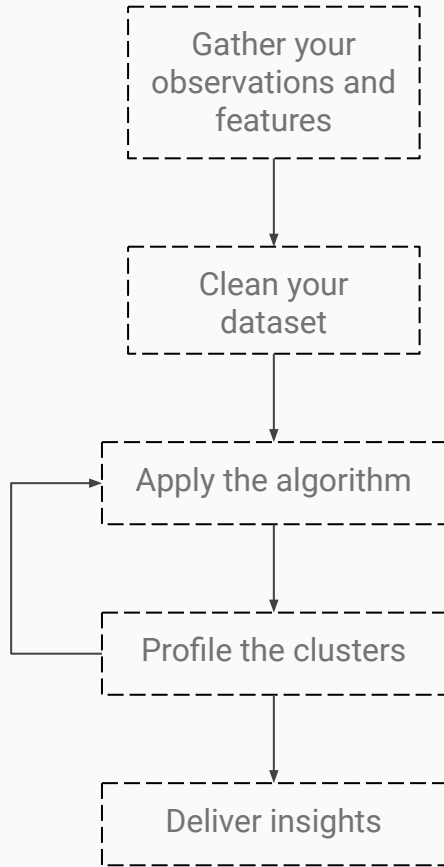 Gather your
observations and
features
Clean your
dataset
Apply the algorithm
Profile the clusters
Deliver insights